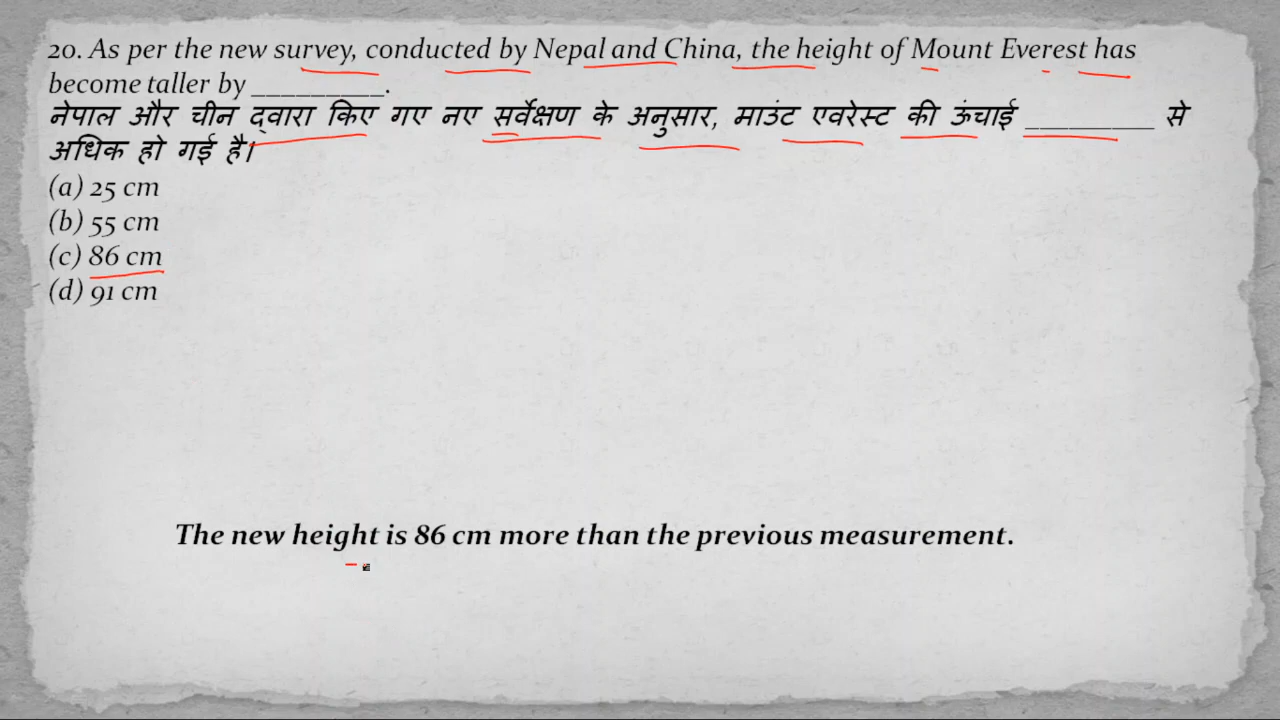 20. As per the new survey, conducted by Nepal and China, the height of Mount Everest has
become taller by _________.
नेपाल और चीन द्वारा किए गए नए सर्वेक्षण के अनुसार, माउंट एवरेस्ट की ऊंचाई _________ से
अधिक हो गई है।
(a) 25 cm
(b) 55 cm
(c) 86 cm
(d) 91 cm
The new height is 86 cm more than the previous measurement.